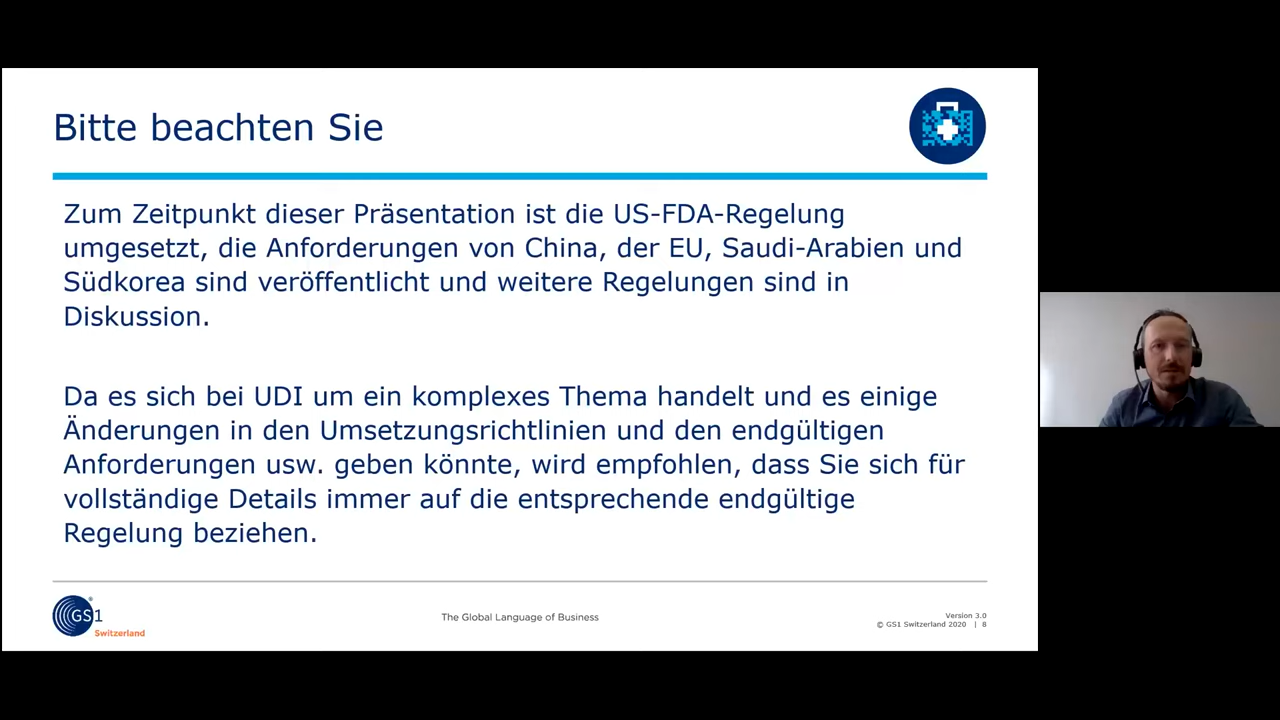 Bitte beachten Sie
Zum Zeitpunkt dieser Präsentation ist die US-FDA-Regelung
umgesetzt, die Anforderungen von China, der EU, Saudi-Arabien und
Südkorea sind veröffentlicht und weitere Regelungen sind in
Diskussion.
Da es sich bei UDI um ein komplexes Thema handelt und es einige
Änderungen in den Umsetzungsrichtlinien und den endgültigen
Anforderungen usw. geben könnte, wird empfohlen, dass Sie sich für
vollständige Details immer auf die entsprechende endgültige
Regelung beziehen.
GS1
®
Switzerland
The Global Language of Business
Version 3.0
© GS1 Switzerland 2020 | 8